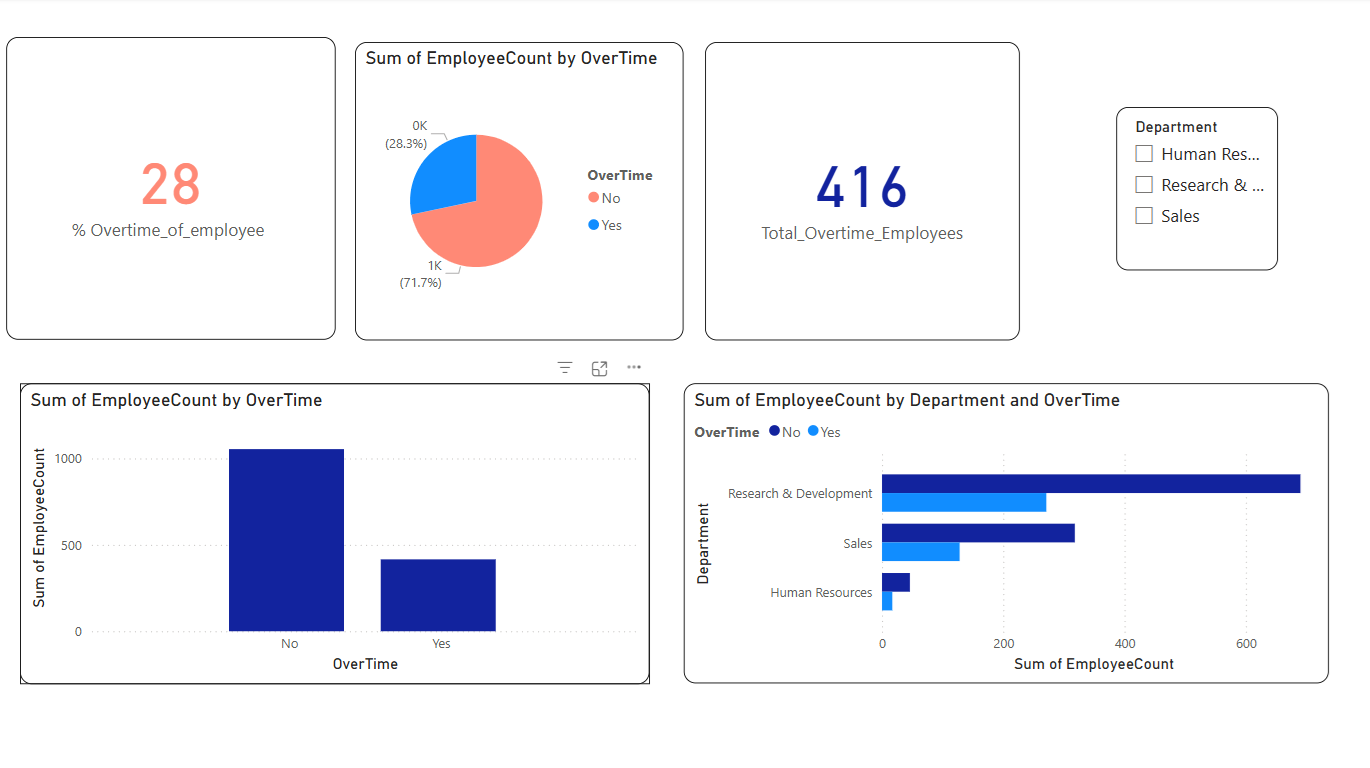 28
% Overtime_of_employee
Sum of EmployeeCount by OverTime
0K
(28.3%)
1K
(71.7%)
OverTime
No
Yes
416
Total_Overtime_Employees
Department
Human Res...
Research & ...
Sales
Sum of EmployeeCount by OverTime
Sum of EmployeeCount
1000
500
0
No
Yes
OverTime
Sum of EmployeeCount by Department and OverTime
OverTime No Yes
Department
Research & Development
Sales
Human Resources
0 200 400 600
Sum of EmployeeCount